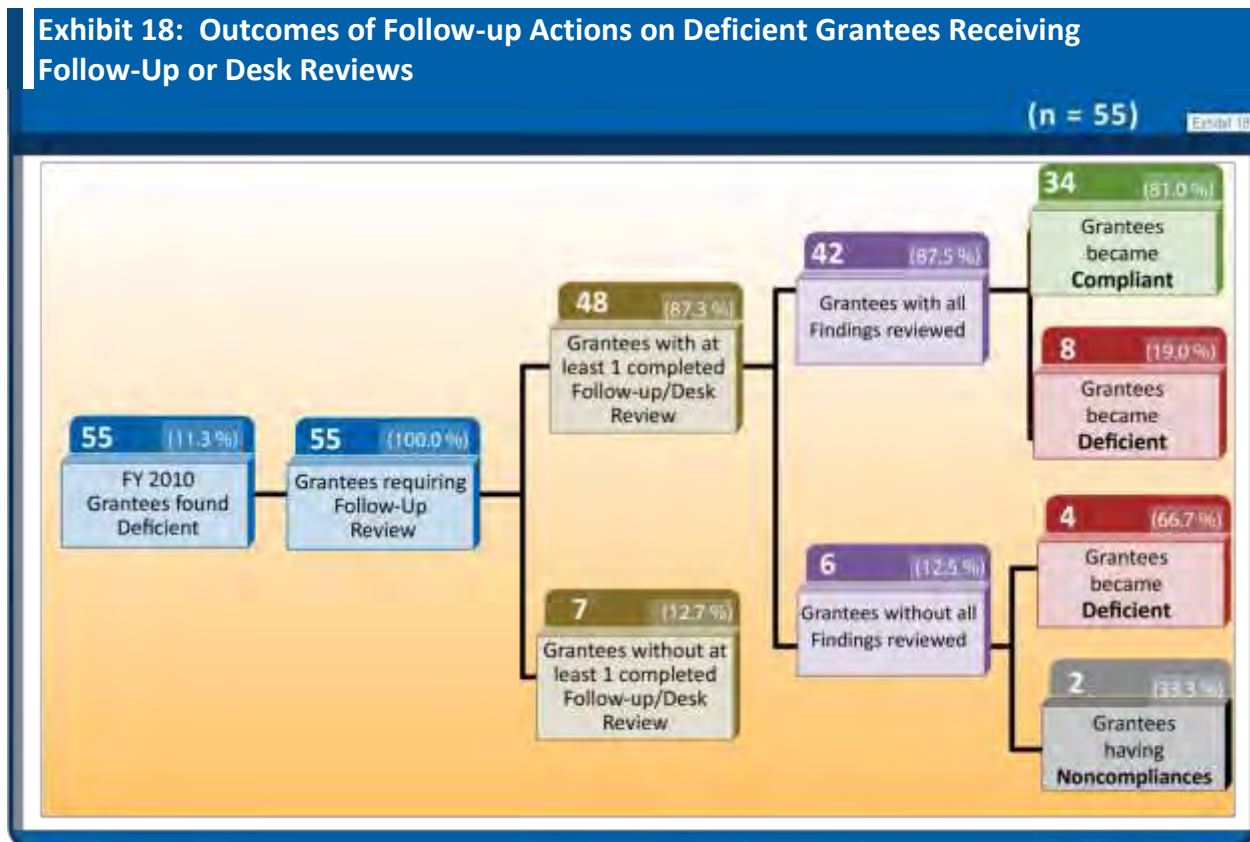 Exhibit 18: Outcomes of Follow-up Actions on Deficient Grantees Receiving
Follow-Up or Desk Reviews
(n = 55)
Exhibit 18
55 (11.3 %)
FY 2010
Grantees found
Deficient
55 (100.0 %)
Grantees requiring
Follow-Up
Review
48 (87.3 %)
Grantees with at
least 1 completed
Follow-up/Desk
Review
7 (12.7 %)
Grantees without at
least 1 completed
Follow-up/Desk
Review
42 (87.5 %)
Grantees with all
Findings reviewed
6 (12.5 %)
Grantees without all
Findings reviewed
34 (81.0 %)
Grantees
became
Compliant
8 (19.0 %)
Grantees
became
Deficient
4 (66.7 %)
Grantees
became
Deficient
2 (33.3 %)
Grantees
having
Noncompliances